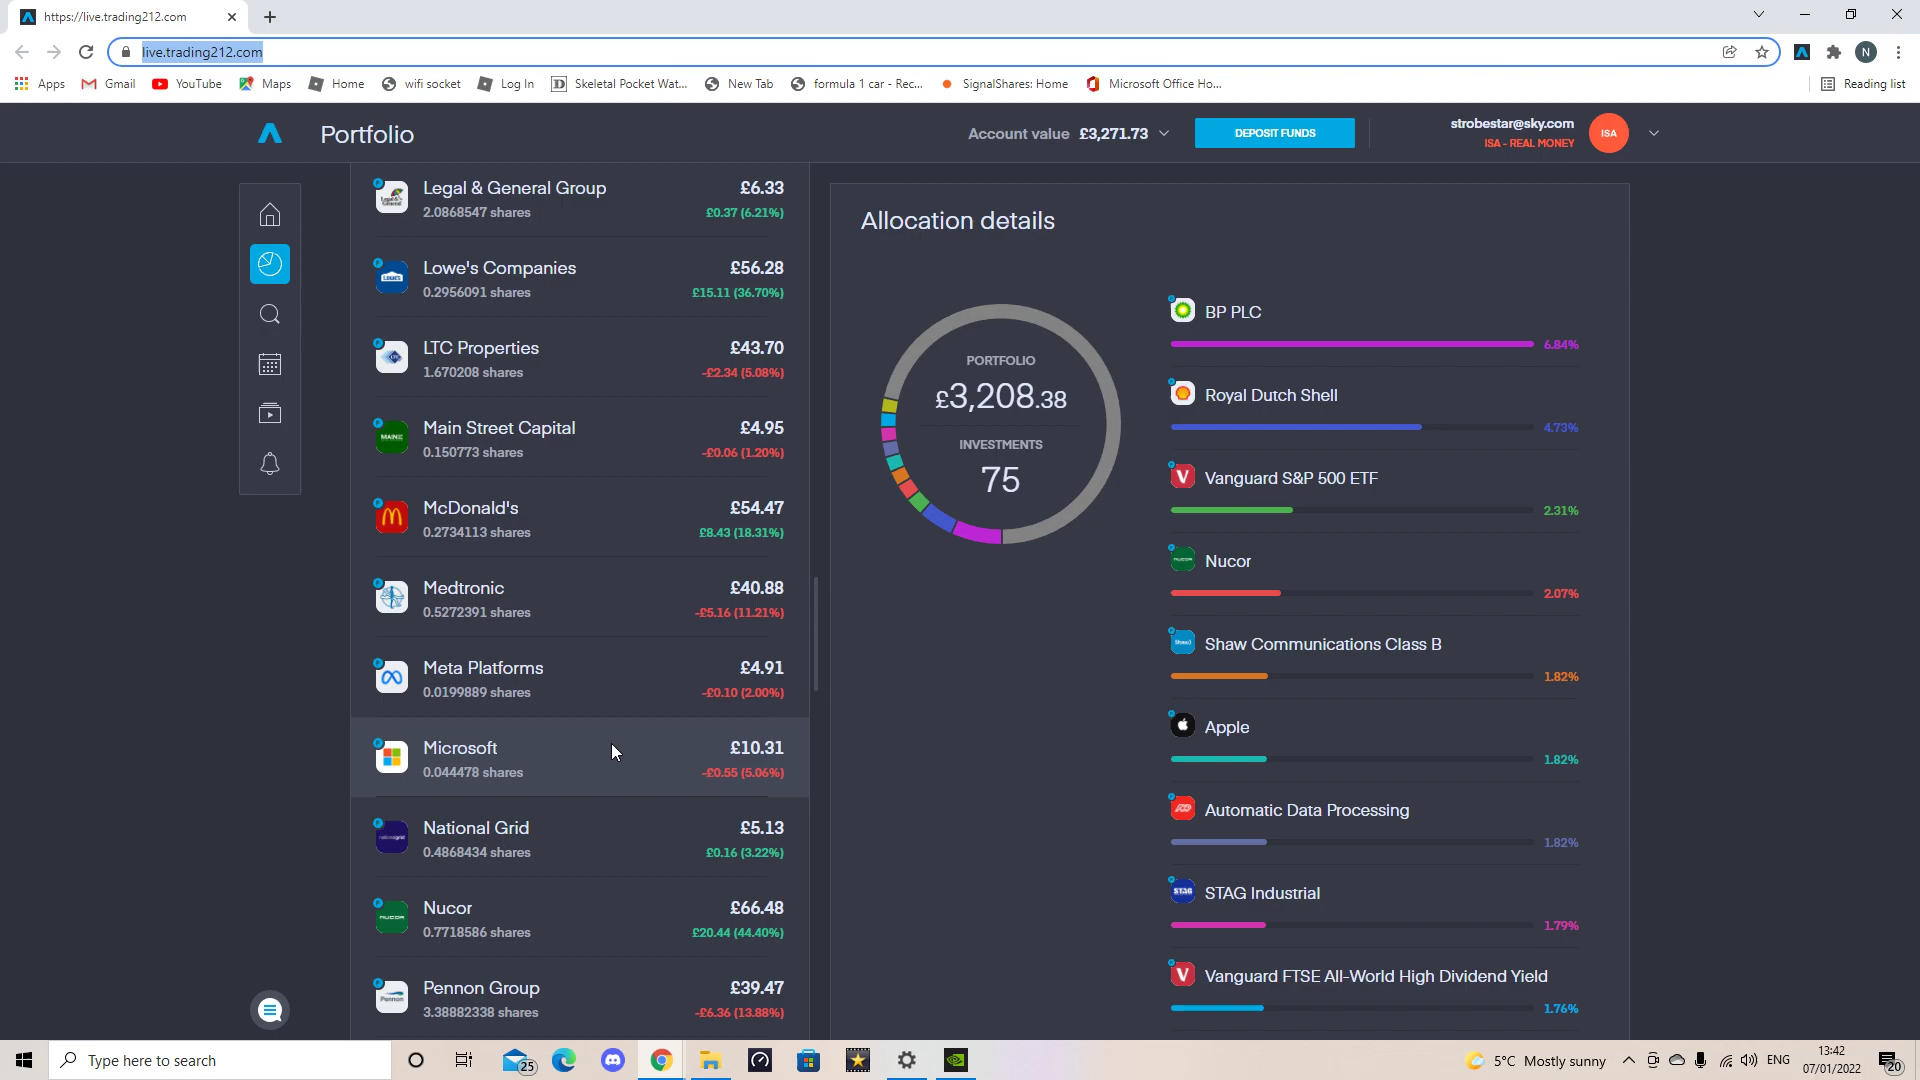 https://live.trading212.com
live.trading212.com
N
Apps
Gmail
YouTube
Maps
Home
wifi socket
Log In
Skeletal Pocket Wat...
New Tab
formula 1 car - Rec...
SignalShares: Home
Microsoft Office Ho...
Reading list
Portfolio
Account value £3,271.73
DEPOSIT FUNDS
strobestar@sky.com
ISA - REAL MONEY
ISA
Legal & General Group £6.33
2.0868547 shares £0.37 (6.21%)
Lowe's Companies £56.28
0.2956091 shares £15.11 (36.70%)
LTC Properties £43.70
1.670208 shares -£2.34 (5.08%)
Main Street Capital £4.95
0.150773 shares -£0.06 (1.20%)
McDonald's £54.47
0.2734113 shares £8.43 (18.31%)
Medtronic £40.88
0.5272391 shares -£5.16 (11.21%)
Meta Platforms £4.91
0.0199889 shares -£0.10 (2.00%)
Microsoft £10.31
0.044478 shares -£0.55 (5.06%)
National Grid £5.13
0.4868434 shares £0.16 (3.22%)
Nucor £66.48
0.7718586 shares £20.44 (44.40%)
Pennon Group £39.47
3.38882338 shares -£6.36 (13.88%)
Allocation details
PORTFOLIO
£3,208.38
INVESTMENTS
75
BP PLC
6.84%
Royal Dutch Shell
4.73%
Vanguard S&P 500 ETF
2.31%
Nucor
2.07%
Shaw Communications Class B
1.82%
Apple
1.82%
Automatic Data Processing
1.82%
STAG Industrial
1.79%
Vanguard FTSE All-World High Dividend Yield
1.76%
Type here to search
25
5°C Mostly sunny
ENG
13:42
07/01/2022
20